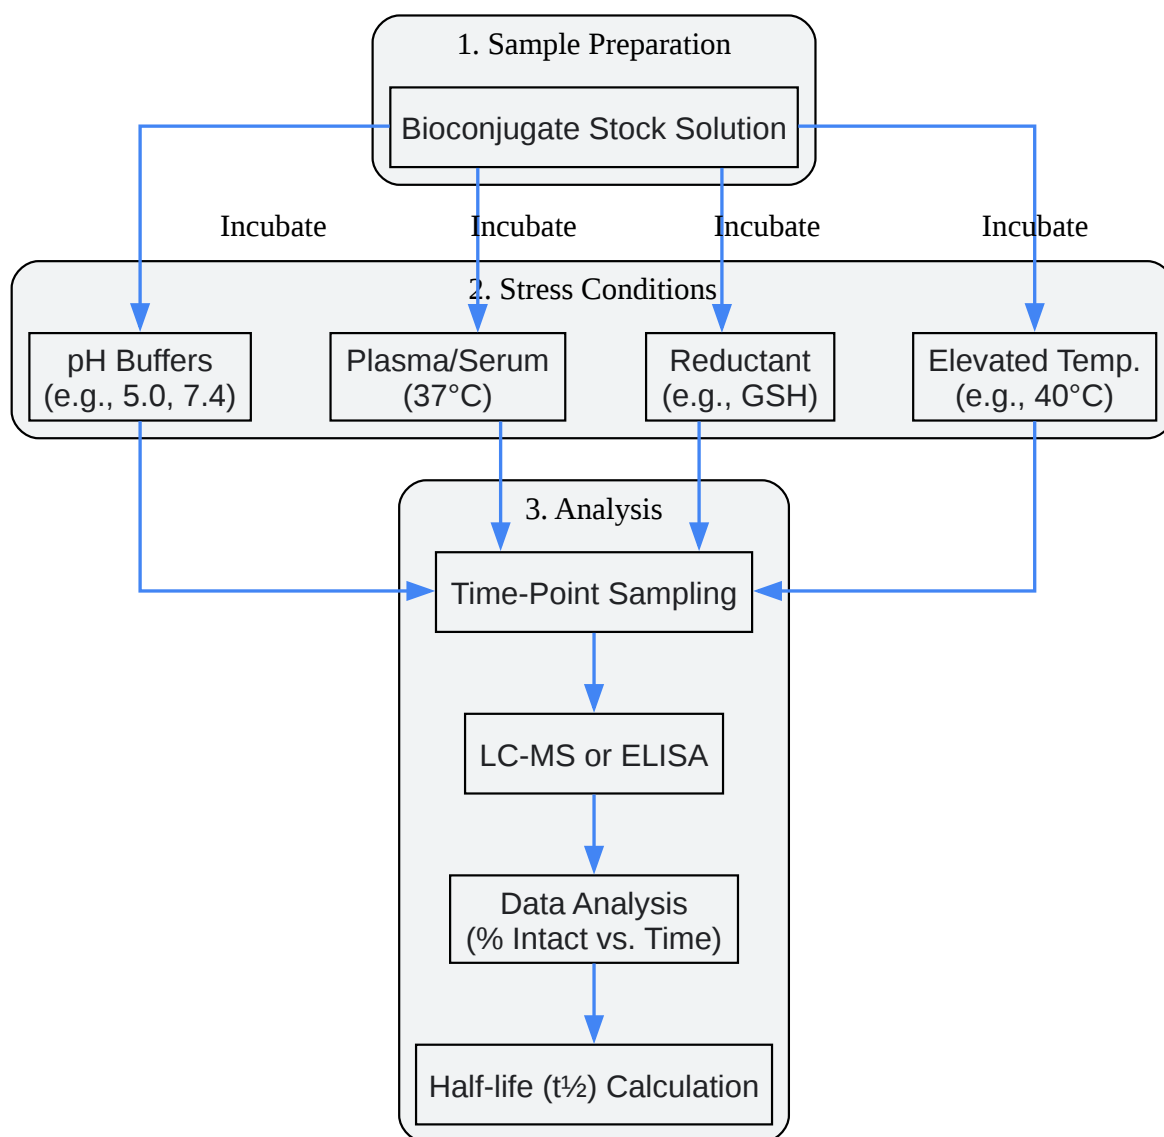 1. Sample Preparation
Bioconjugate Stock Solution
Incubate
Incubate
Incubate
Incubate
2. Stress Conditions
pH Buffers
(e.g., 5.0, 7.4)
Plasma/Serum
(37°C)
Reductant
(e.g., GSH)
Elevated Temp.
(e.g., 40°C)
3. Analysis
Time-Point Sampling
LC-MS or ELISA
Data Analysis
(% Intact vs. Time)
Half-life (t½) Calculation